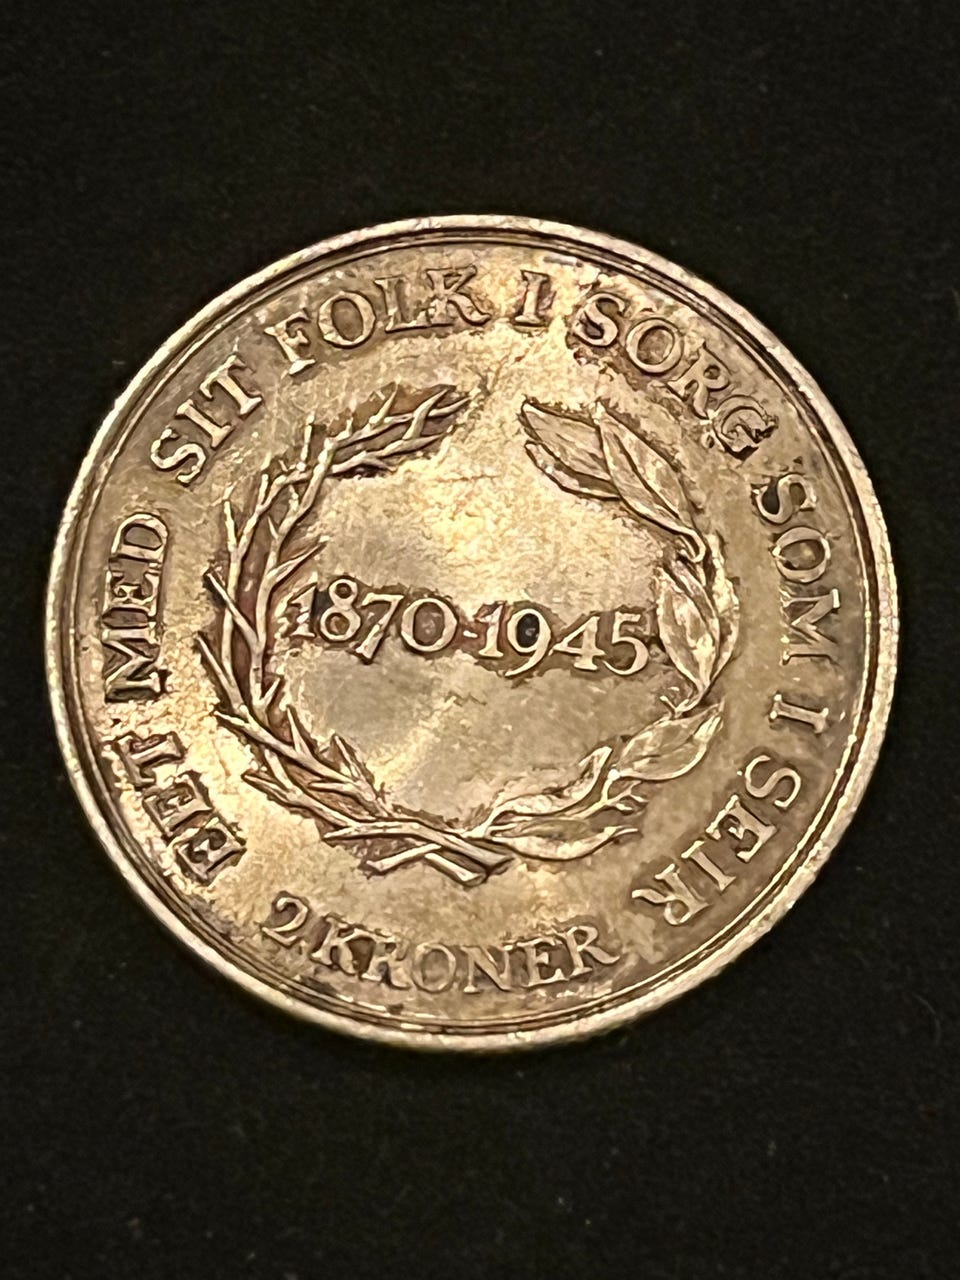 EET MED SIT FOLK I SORG SOM I SEIR
1870-1945
2 KRONER